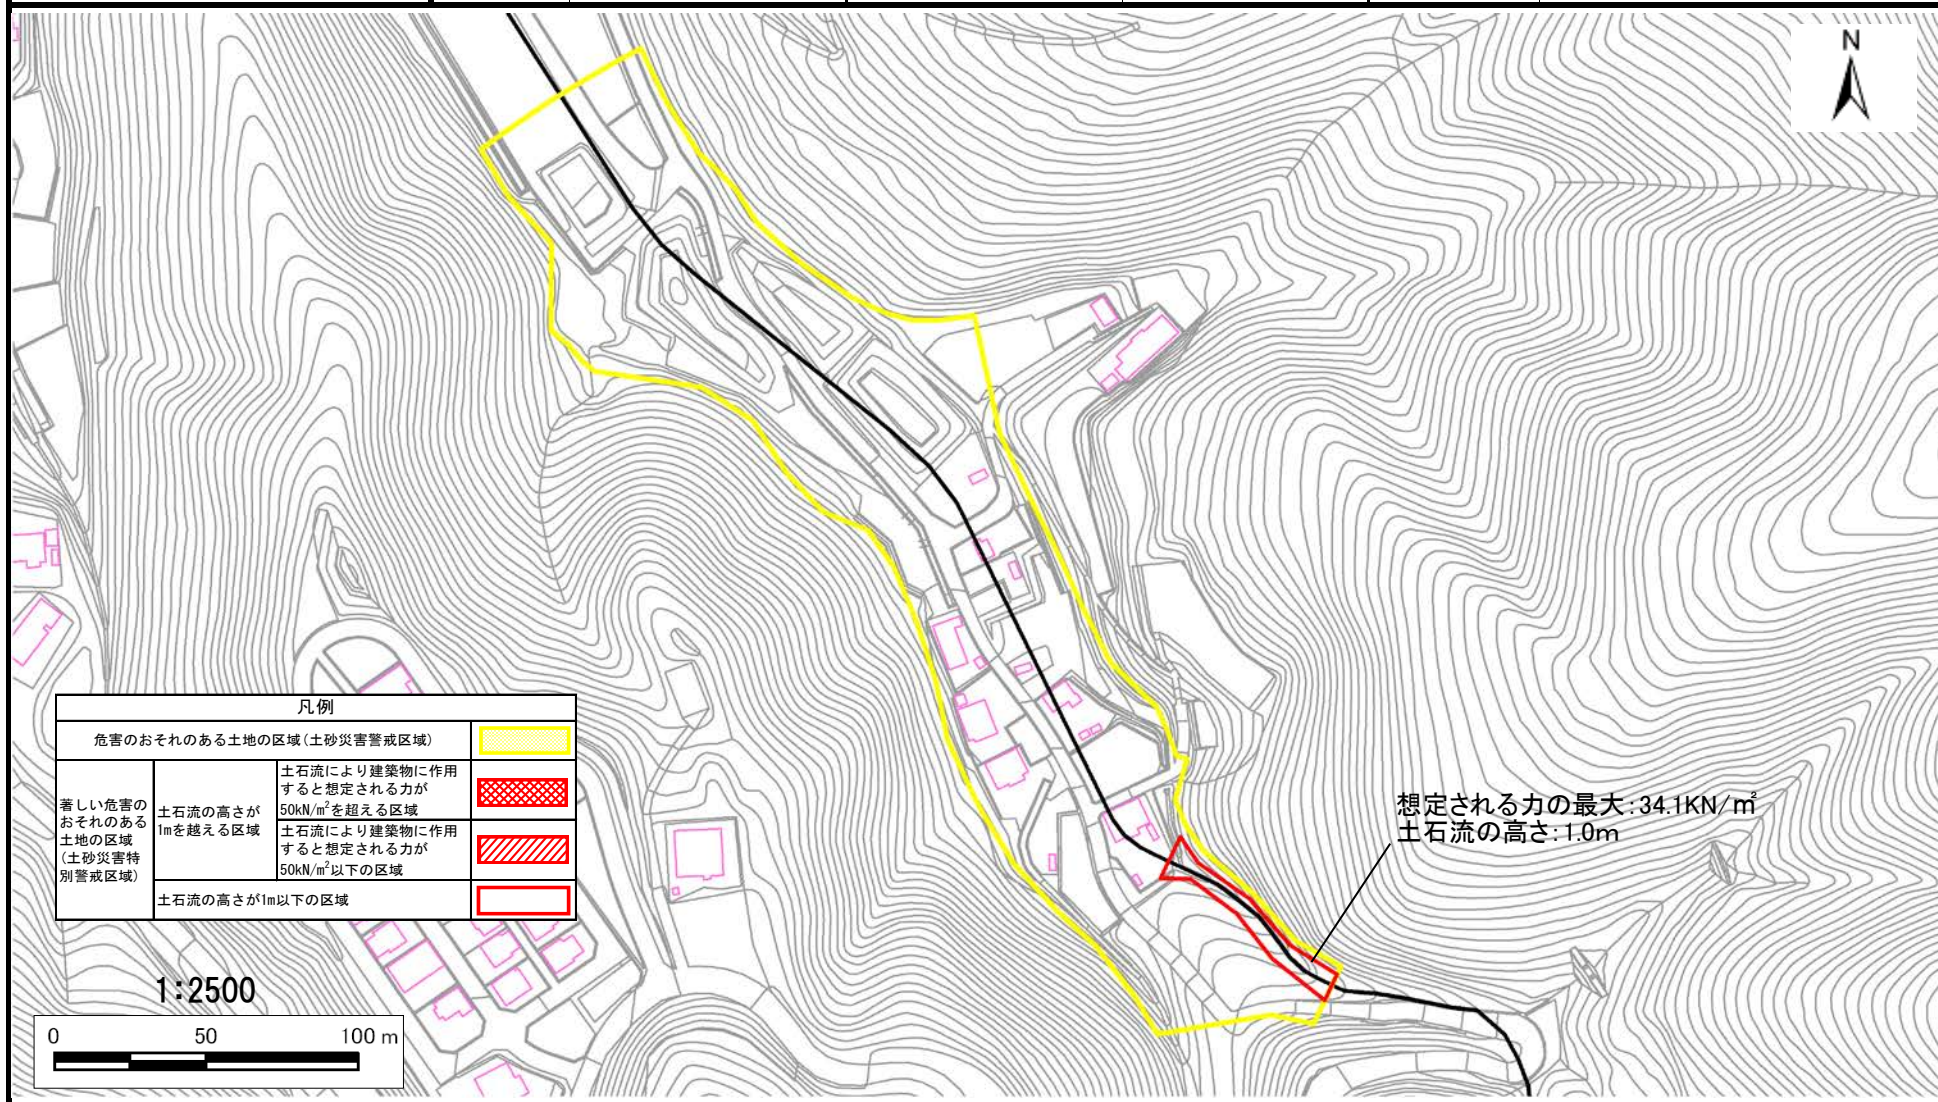 N
凡例
危害のおそれのある土地の区域(土砂災害警戒区域)
著しい危害の
おそれのある
土地の区域
(土砂災害特
別警戒区域)
土石流の高さが
1mを越える区域
土石流により建築物に作用
すると想定される力が
50kN/m²を超える区域
土石流により建築物に作用
すると想定される力が
50kN/m²以下の区域
土石流の高さが1m以下の区域
想定される力の最大:34.1KN/㎡
土石流の高さ:1.0m
1:2500
0 50 100 m